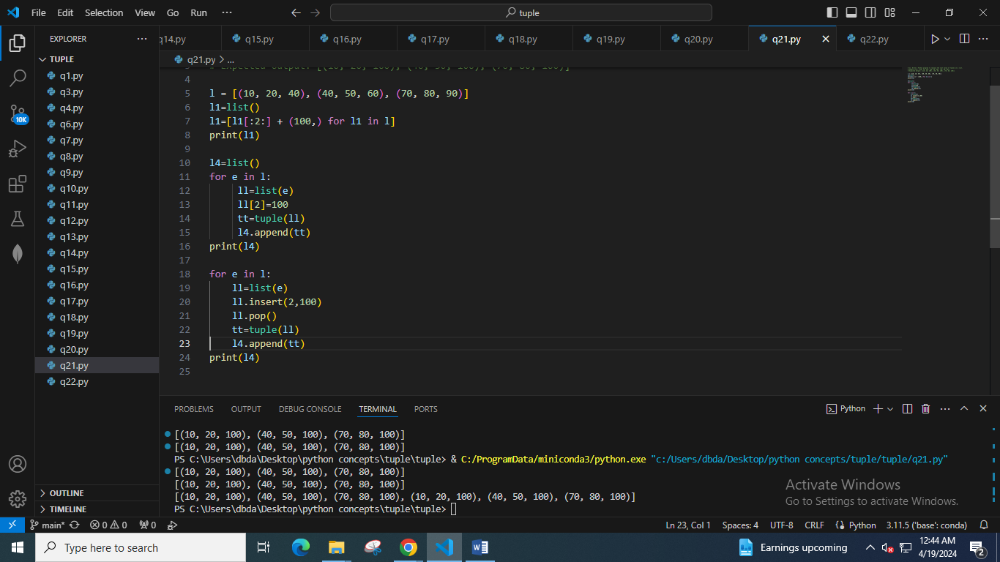 File Edit Selection View Go Run ··· tuple
EXPLORER ···
TUPLE
q1.py
q3.py
q4.py
q6.py
q7.py
q8.py
q9.py
q10.py
q11.py
q12.py
q13.py
q14.py
q15.py
q16.py
q17.py
q18.py
q19.py
q20.py
q21.py
q22.py
OUTLINE
TIMELINE
10K
q14.py q15.py q16.py q17.py q18.py q19.py q20.py q21.py q22.py
q21.py > ...
4
5 l = [(10, 20, 40), (40, 50, 60), (70, 80, 90)]
6 l1=list()
7 l1=[l1[:2:] + (100,) for l1 in l]
8 print(l1)
9
10 l4=list()
11 for e in l:
12 ll=list(e)
13 ll[2]=100
14 tt=tuple(ll)
15 l4.append(tt)
16 print(l4)
17
18 for e in l:
19 ll=list(e)
20 ll.insert(2,100)
21 ll.pop()
22 tt=tuple(ll)
23 l4.append(tt)
24 print(l4)
25
PROBLEMS OUTPUT DEBUG CONSOLE TERMINAL PORTS Python
[(10, 20, 100), (40, 50, 100), (70, 80, 100)]
[(10, 20, 100), (40, 50, 100), (70, 80, 100)]
PS C:\Users\dbda\Desktop\python concepts\tuple\tuple> & C:/ProgramData/miniconda3/python.exe "c:/Users/dbda/Desktop/python concepts/tuple/tuple/q21.py"
[(10, 20, 100), (40, 50, 100), (70, 80, 100)]
[(10, 20, 100), (40, 50, 100), (70, 80, 100)]
[(10, 20, 100), (40, 50, 100), (70, 80, 100), (10, 20, 100), (40, 50, 100), (70, 80, 100)]
PS C:\Users\dbda\Desktop\python concepts\tuple\tuple>
Activate Windows
Go to Settings to activate Windows.
main* 0 0 0 Ln 23, Col 1 Spaces: 4 UTF-8 CRLF Python 3.11.5 ('base': conda)
Type here to search Earnings upcoming 12:44 AM
4/19/2024
2